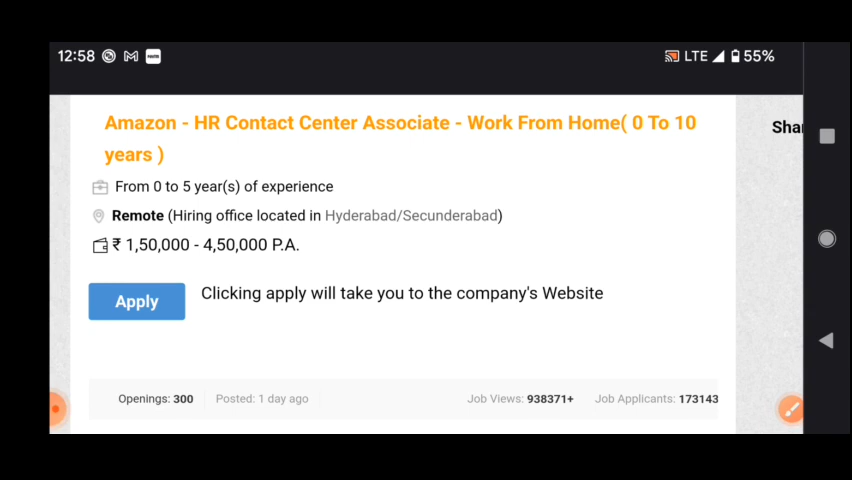 12:58 LTE 55%
Amazon - HR Contact Center Associate - Work From Home( 0 To 10
years )
From 0 to 5 year(s) of experience
Remote (Hiring office located in Hyderabad/Secunderabad)
₹ 1,50,000 - 4,50,000 P.A.
Apply Clicking apply will take you to the company's Website
Openings: 300 Posted: 1 day ago Job Views: 938371+ Job Applicants: 173143